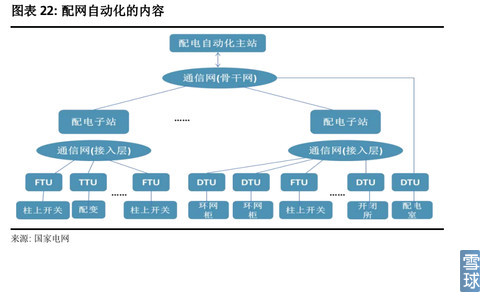 图表 22: 配网自动化的内容
配电自动化主站
通信网(骨干网)
配电子站
......
配电子站
通信网(接入层)
通信网(接入层)
FTU
TTU
......
FTU
DTU
DTU
FTU
......
DTU
DTU
柱上开关
配变
柱上开关
环网
柜
环网
柜
柱上开关
开闭
所
配电
室
来源: 国家电网
雪
球